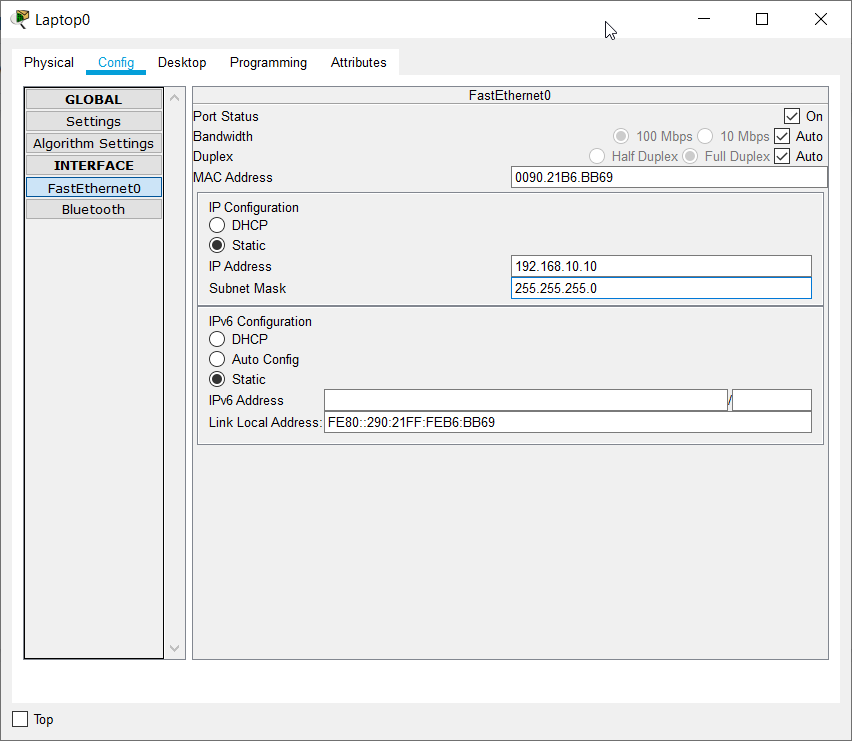 Laptop0
Physical Config Desktop Programming Attributes
GLOBAL
Settings
Algorithm Settings
INTERFACE
FastEthernet0
Bluetooth
FastEthernet0
Port Status On
Bandwidth 100 Mbps 10 Mbps Auto
Duplex Half Duplex Full Duplex Auto
MAC Address 0090.21B6.BB69
IP Configuration
DHCP
Static
IP Address 192.168.10.10
Subnet Mask 255.255.255.0
IPv6 Configuration
DHCP
Auto Config
Static
IPv6 Address /
Link Local Address: FE80::290:21FF:FEB6:BB69
Top